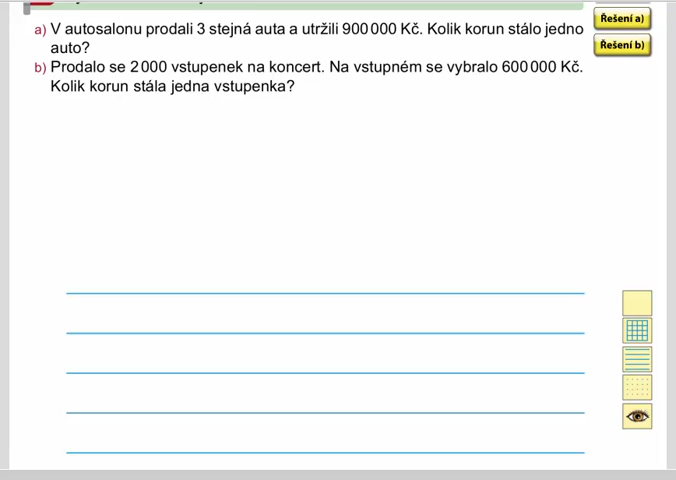 a) V autosalonu prodali 3 stejná auta a utržili 900 000 Kč. Kolik korun stálo jedno
auto?
b) Prodalo se 2 000 vstupenek na koncert. Na vstupném se vybralo 600 000 Kč.
Kolik korun stála jedna vstupenka?
Řešení a)
Řešení b)